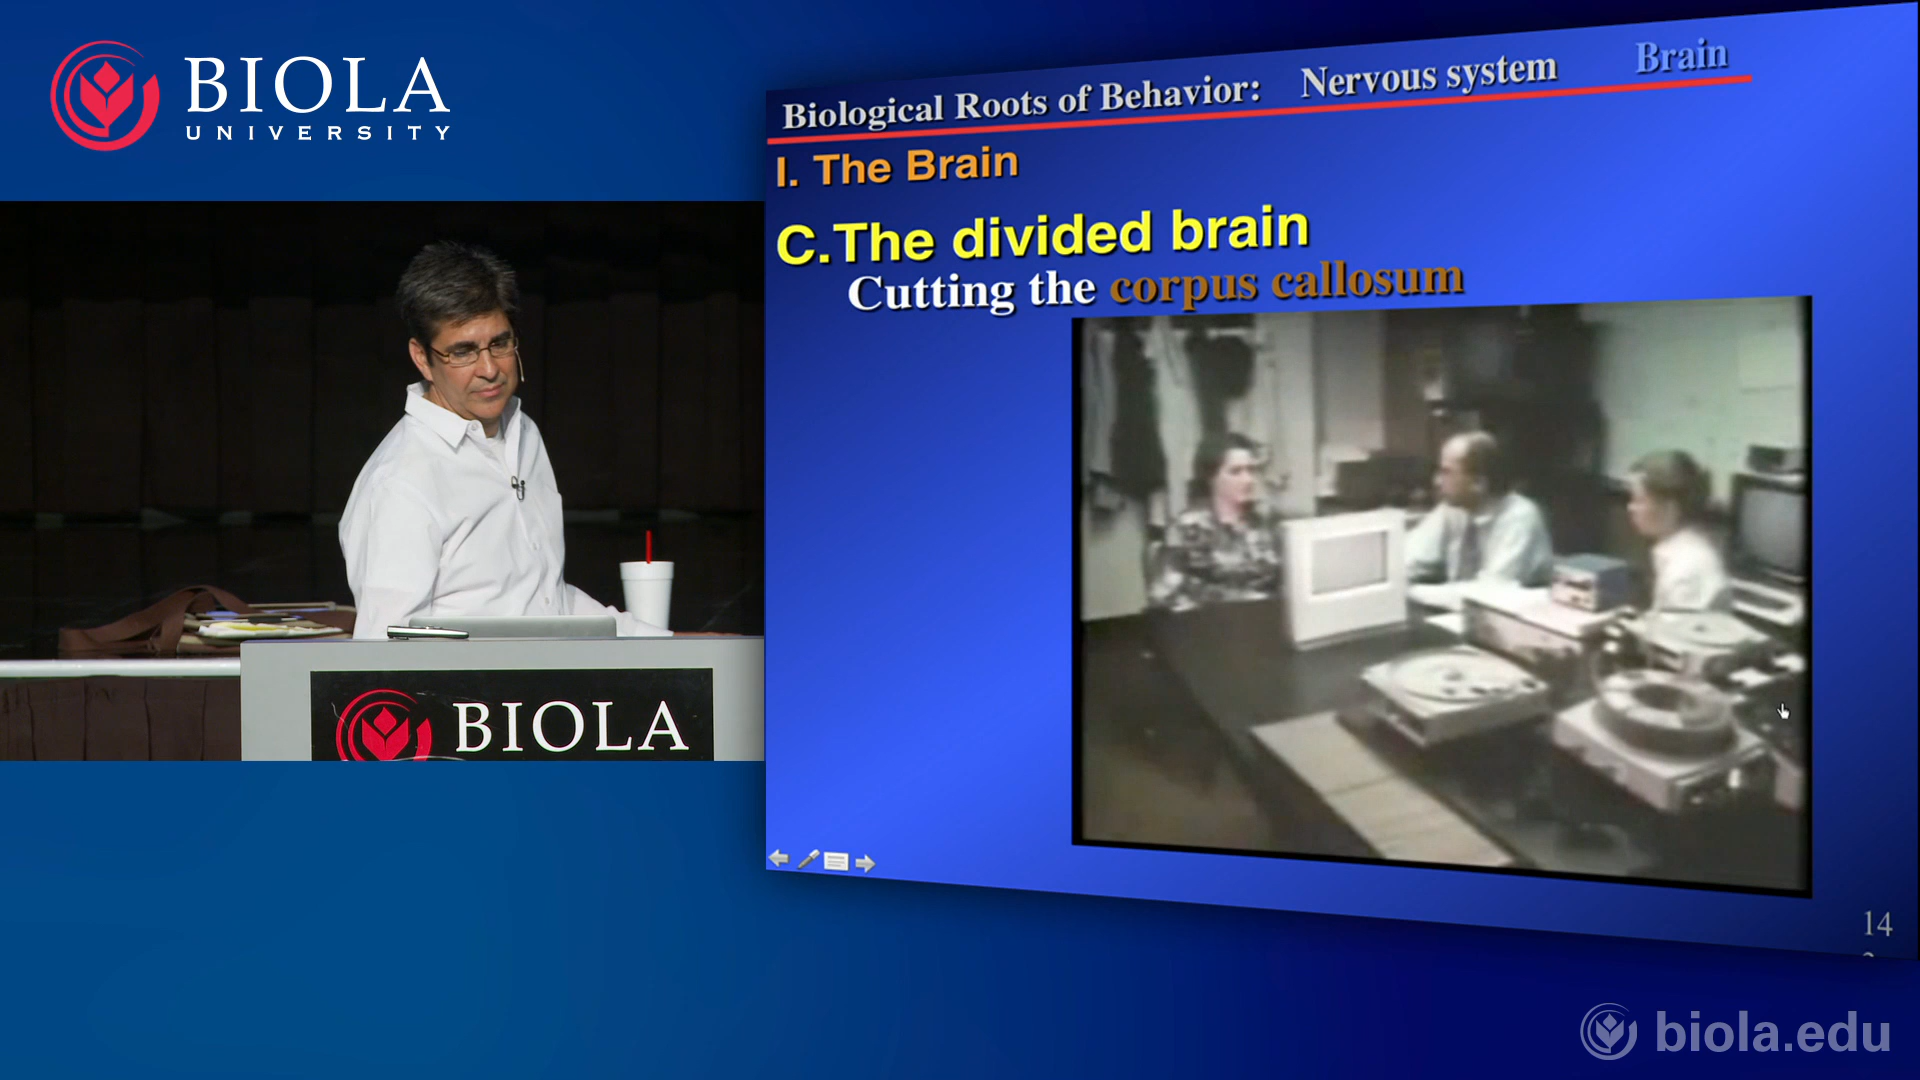 BIOLA
UNIVERSITY
Biological Roots of Behavior: Nervous system Brain
I. The Brain
C.The divided brain
Cutting the corpus callosum
BIOLA
14
biola.edu